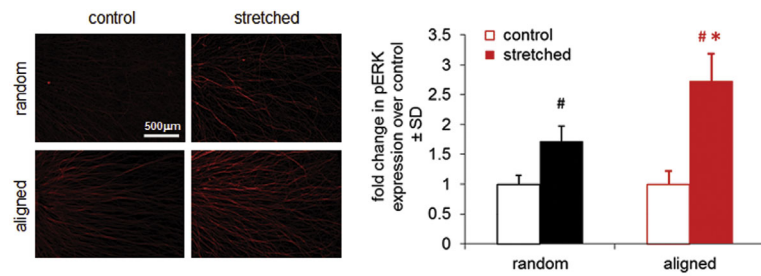 control stretched
random
500µm
aligned
fold change in pERK
expression over control
± SD
3.5
3
2.5
2
1.5
1
0.5
0
control
stretched
#
# *
random aligned